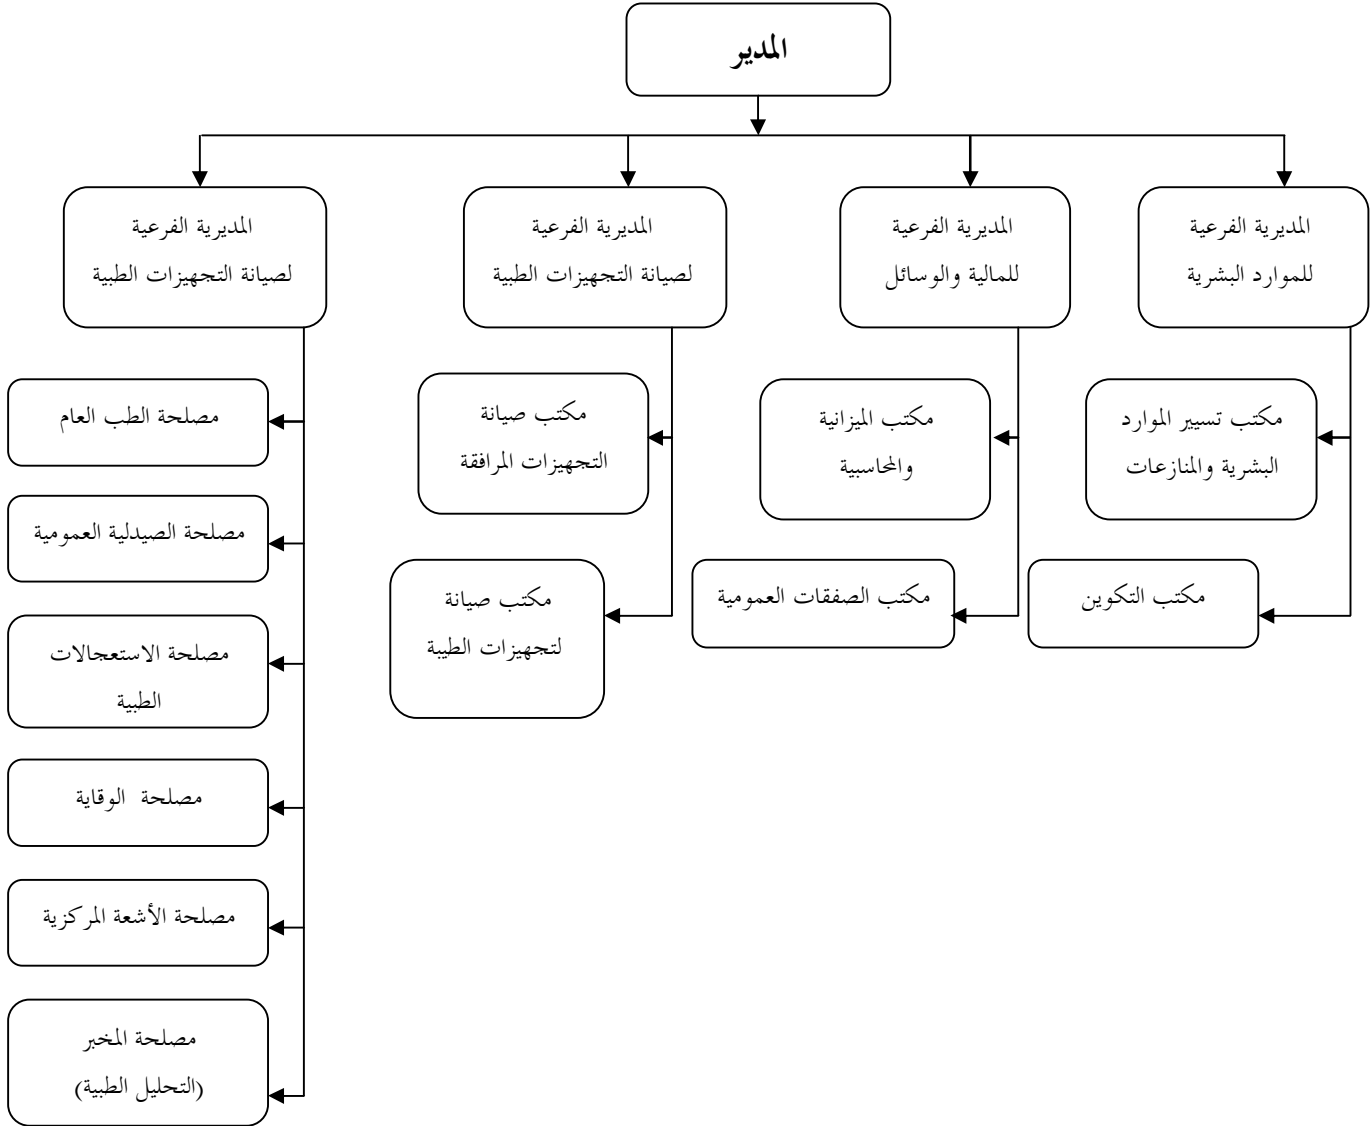 المدير
المديرية الفرعية
للموارد البشرية
المديرية الفرعية
للمالية والوسائل
المديرية الفرعية
لصيانة التجهيزات الطبية
المديرية الفرعية
لصيانة التجهيزات الطبية
مكتب تسيير الموارد
البشرية والمنازعات
مكتب التكوين
مكتب الميزانية
والمحاسبية
مكتب الصفقات العمومية
مكتب صيانة
التجهيزات المرافقة
مكتب صيانة
لتجهيزات الطيبة
مصلحة الطب العام
مصلحة الصيدلية العمومية
مصلحة الاستعجالات
الطبية
مصلحة الوقاية
مصلحة الأشعة المركزية
مصلحة المخبر
(التحليل الطبية)